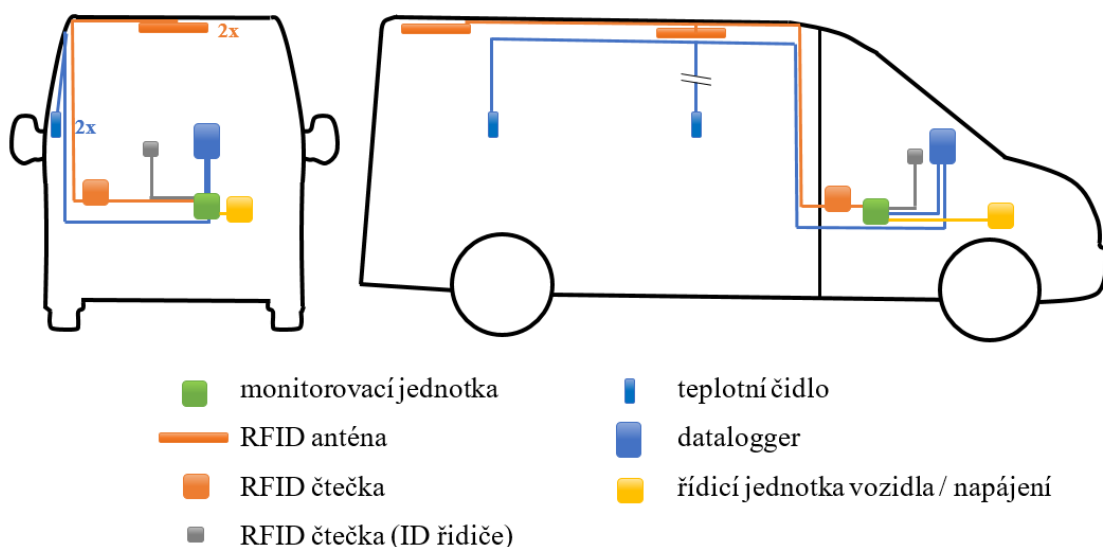 2x
2x
monitorovací jednotka
RFID anténa
RFID čtečka
RFID čtečka (ID řidiče)
teplotní čidlo
datalogger
řídicí jednotka vozidla / napájení